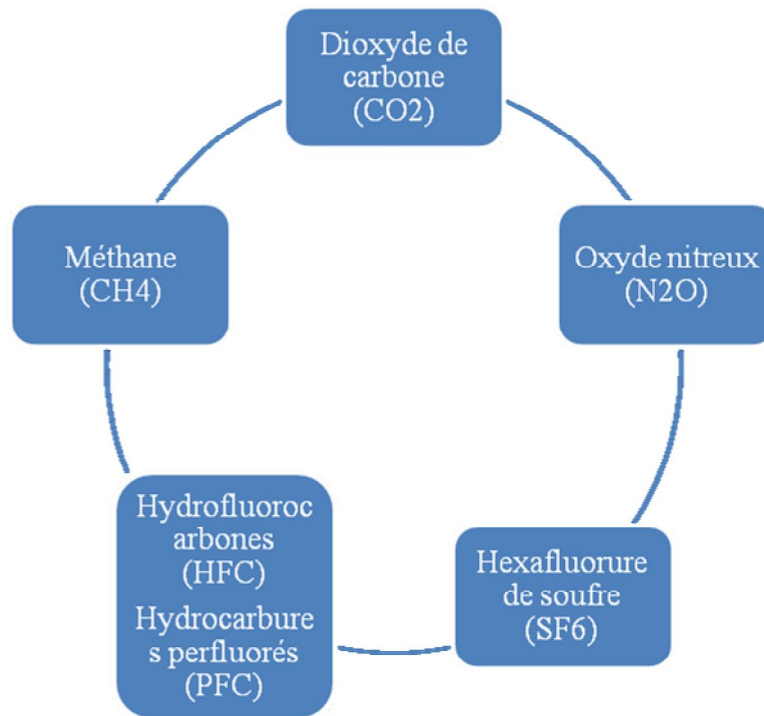 Dioxyde de
carbone
(CO2)
Oxyde nitreux
(N2O)
Hexafluorure
de soufre
(SF6)
Hydrofluoroc
arbones
(HFC)
Hydrocarbure
s perfluorés
(PFC)
Méthane
(CH4)